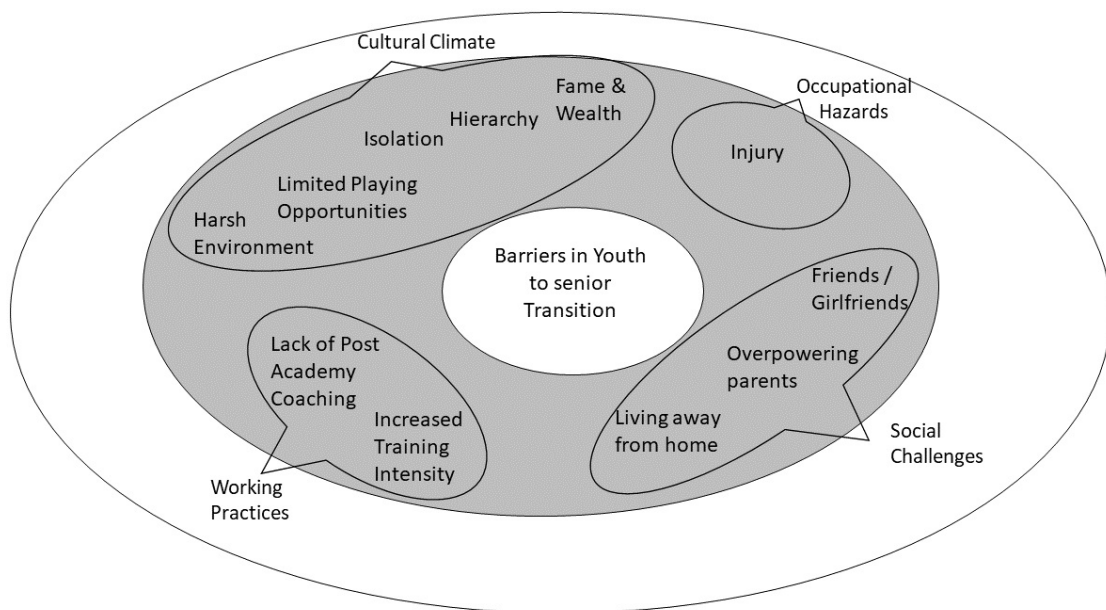 Cultural Climate
Fame &
Wealth
Hierarchy
Isolation
Limited Playing
Opportunities
Harsh
Environment
Occupational
Hazards
Injury
Barriers in Youth
to senior
Transition
Friends /
Girlfriends
Overpowering
parents
Living away
from home
Social
Challenges
Lack of Post
Academy
Coaching
Increased
Training
Intensity
Working
Practices